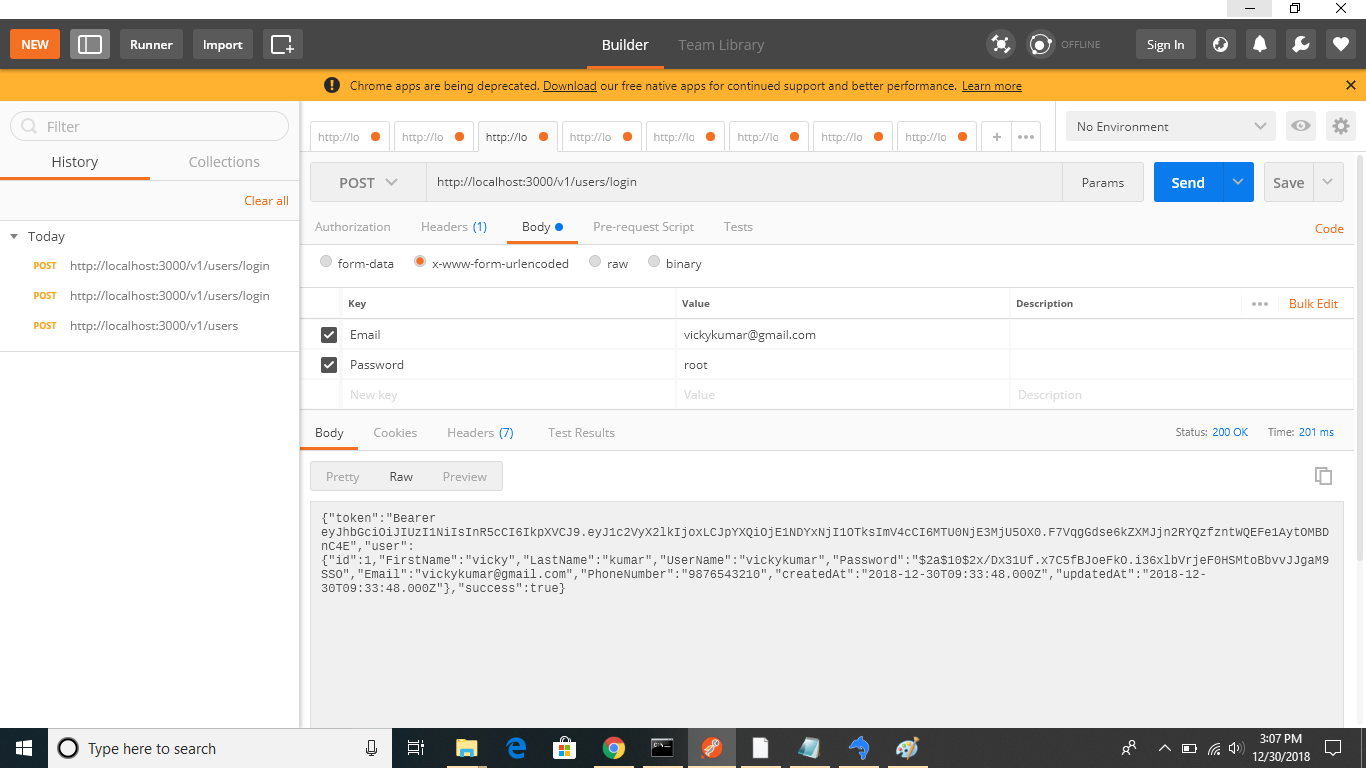 NEW Runner Import Builder Team Library OFFLINE Sign In
Chrome apps are being deprecated. Download our free native apps for continued support and better performance. Learn more
Filter
History Collections
Clear all
Today
POST http://localhost:3000/v1/users/login
POST http://localhost:3000/v1/users/login
POST http://localhost:3000/v1/users
http://lo http://lo http://lo http://lo http://lo http://lo http://lo http://lo + ••• No Environment
POST http://localhost:3000/v1/users/login Params Send Save
Authorization Headers (1) Body Pre-request Script Tests Code
form-data x-www-form-urlencoded raw binary
Key Value Description ••• Bulk Edit
Email vickykumar@gmail.com
Password root
New key Value Description
Body Cookies Headers (7) Test Results Status: 200 OK Time: 201 ms
Pretty Raw Preview
{"token":"Bearer
eyJhbGciOiJIUzI1NiIsInR5cCI6IkpXVCJ9.eyJ1c2VyX2lkIjoxLCJpYXQiOjE1NDYxNjI1OTksImV4cCI6MTU0NjE3MjU5OX0.F7VqgGdse6kZXMJjn2RYQzfzntWQEFe1AytOMBD
nC4E","user":
{"id":1,"FirstName":"vicky","LastName":"kumar","UserName":"vickykumar","Password":"$2a$10$2x/Dx31Uf.x7C5fBJoeFkO.i36xlbVrjeF0HSMtoBbvvJJgaM9
SSO","Email":"vickykumar@gmail.com","PhoneNumber":"9876543210","createdAt":"2018-12-30T09:33:48.000Z","updatedAt":"2018-12-
30T09:33:48.000Z"},"success":true}
Type here to search
3:07 PM
12/30/2018